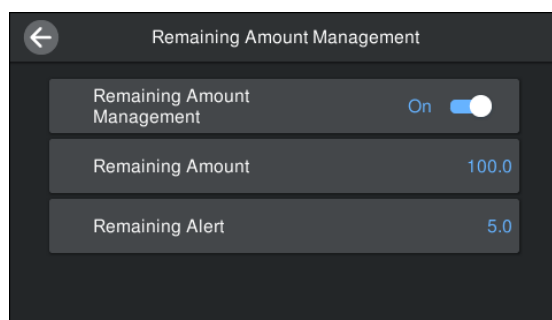 Remaining Amount Management
Remaining Amount
Management
On
Remaining Amount
100.0
Remaining Alert
5.0